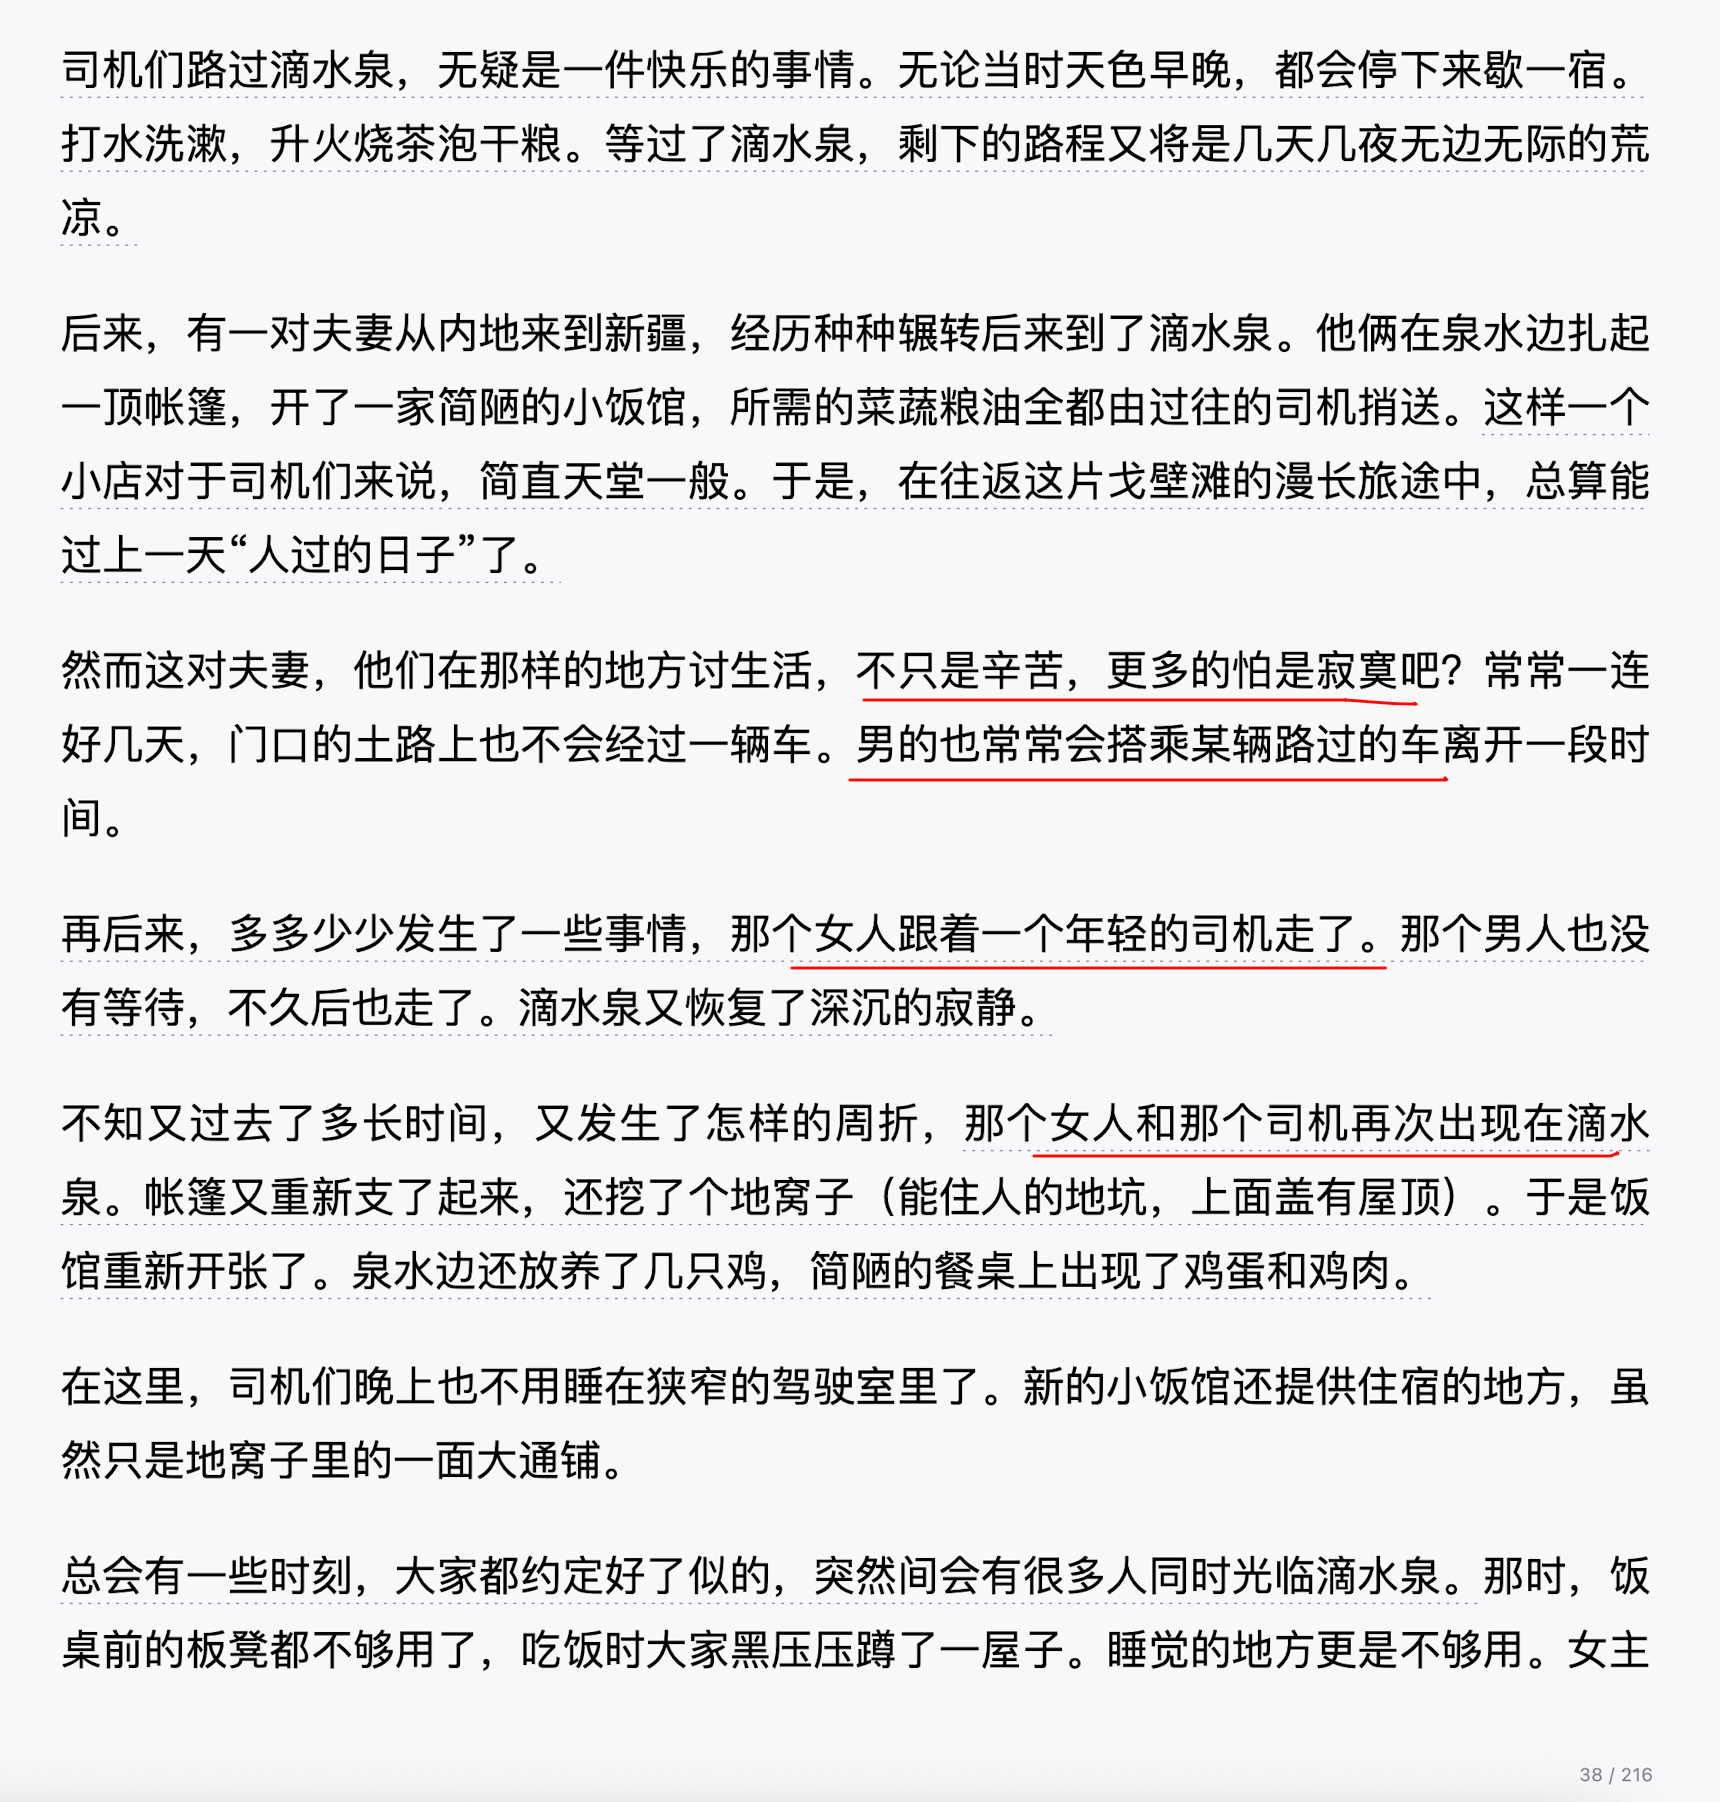 司机们路过滴水泉，无疑是一件快乐的事情。无论当时天色早晚，都会停下来歇一宿。
打水洗漱，升火烧茶泡干粮。等过了滴水泉，剩下的路程又将是几天几夜无边无际的荒
凉。
后来，有一对夫妻从内地来到新疆，经历种种辗转后来到了滴水泉。他俩在泉水边扎起
一顶帐篷，开了一家简陋的小饭馆，所需的菜蔬粮油全都由过往的司机捎送。这样一个
小店对于司机们来说，简直天堂一般。于是，在往返这片戈壁滩的漫长旅途中，总算能
过上一天“人过的日子”了。
然而这对夫妻，他们在那样的地方讨生活，不只是辛苦，更多的怕是寂寞吧？常常一连
好几天，门口的土路上也不会经过一辆车。男的也常常会搭乘某辆路过的车离开一段时
间。
再后来，多多少少发生了一些事情，那个女人跟着一个年轻的司机走了。那个男人也没
有等待，不久后也走了。滴水泉又恢复了深沉的寂静。
不知又过去了多长时间，又发生了怎样的周折，那个女人和那个司机再次出现在滴水
泉。帐篷又重新支了起来，还挖了个地窝子（能住人的地坑，上面盖有屋顶）。于是饭
馆重新开张了。泉水边还放养了几只鸡，简陋的餐桌上出现了鸡蛋和鸡肉。
在这里，司机们晚上也不用睡在狭窄的驾驶室里了。新的小饭馆还提供住宿的地方，虽
然只是地窝子里的一面大通铺。
总会有一些时刻，大家都约定好了似的，突然间会有很多人同时光临滴水泉。那时，饭
桌前的板凳都不够用了，吃饭时大家黑压压蹲了一屋子。睡觉的地方更是不够用。女主
38 / 216